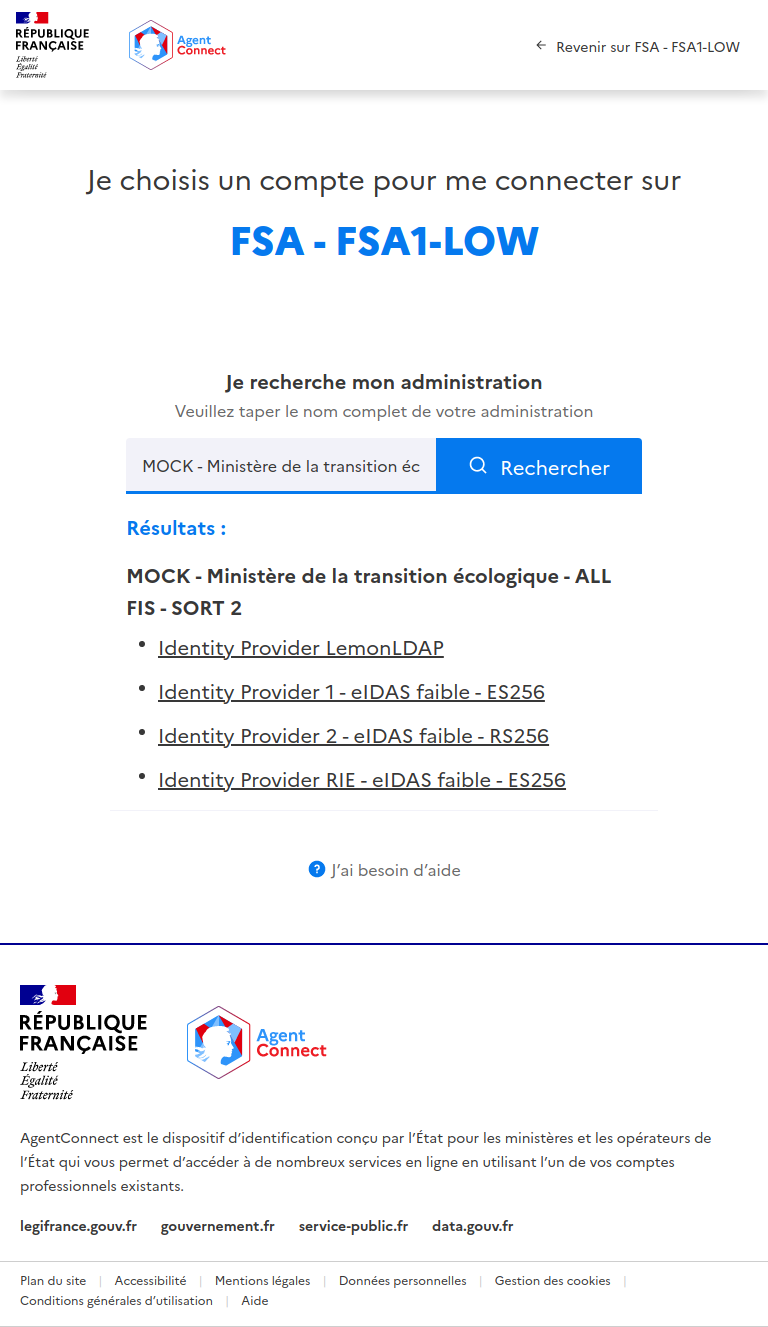 RÉPUBLIQUE
FRANÇAISE
Liberté
Égalité
Fraternité
Agent
Connect
Revenir sur FSA - FSA1-LOW
Je choisis un compte pour me connecter sur
FSA - FSA1-LOW
Je recherche mon administration
Veuillez taper le nom complet de votre administration
MOCK - Ministère de la transition éc
Rechercher
Résultats :
MOCK - Ministère de la transition écologique - ALL
FIS - SORT 2
Identity Provider LemonLDAP
Identity Provider 1 - eIDAS faible - ES256
Identity Provider 2 - eIDAS faible - RS256
Identity Provider RIE - eIDAS faible - ES256
J’ai besoin d’aide
RÉPUBLIQUE
FRANÇAISE
Liberté
Égalité
Fraternité
Agent
Connect
AgentConnect est le dispositif d’identification conçu par l’État pour les ministères et les opérateurs de
l’État qui vous permet d’accéder à de nombreux services en ligne en utilisant l’un de vos comptes
professionnels existants.
legifrance.gouv.fr gouvernement.fr service-public.fr data.gouv.fr
Plan du site | Accessibilité | Mentions légales | Données personnelles | Gestion des cookies |
Conditions générales d’utilisation | Aide